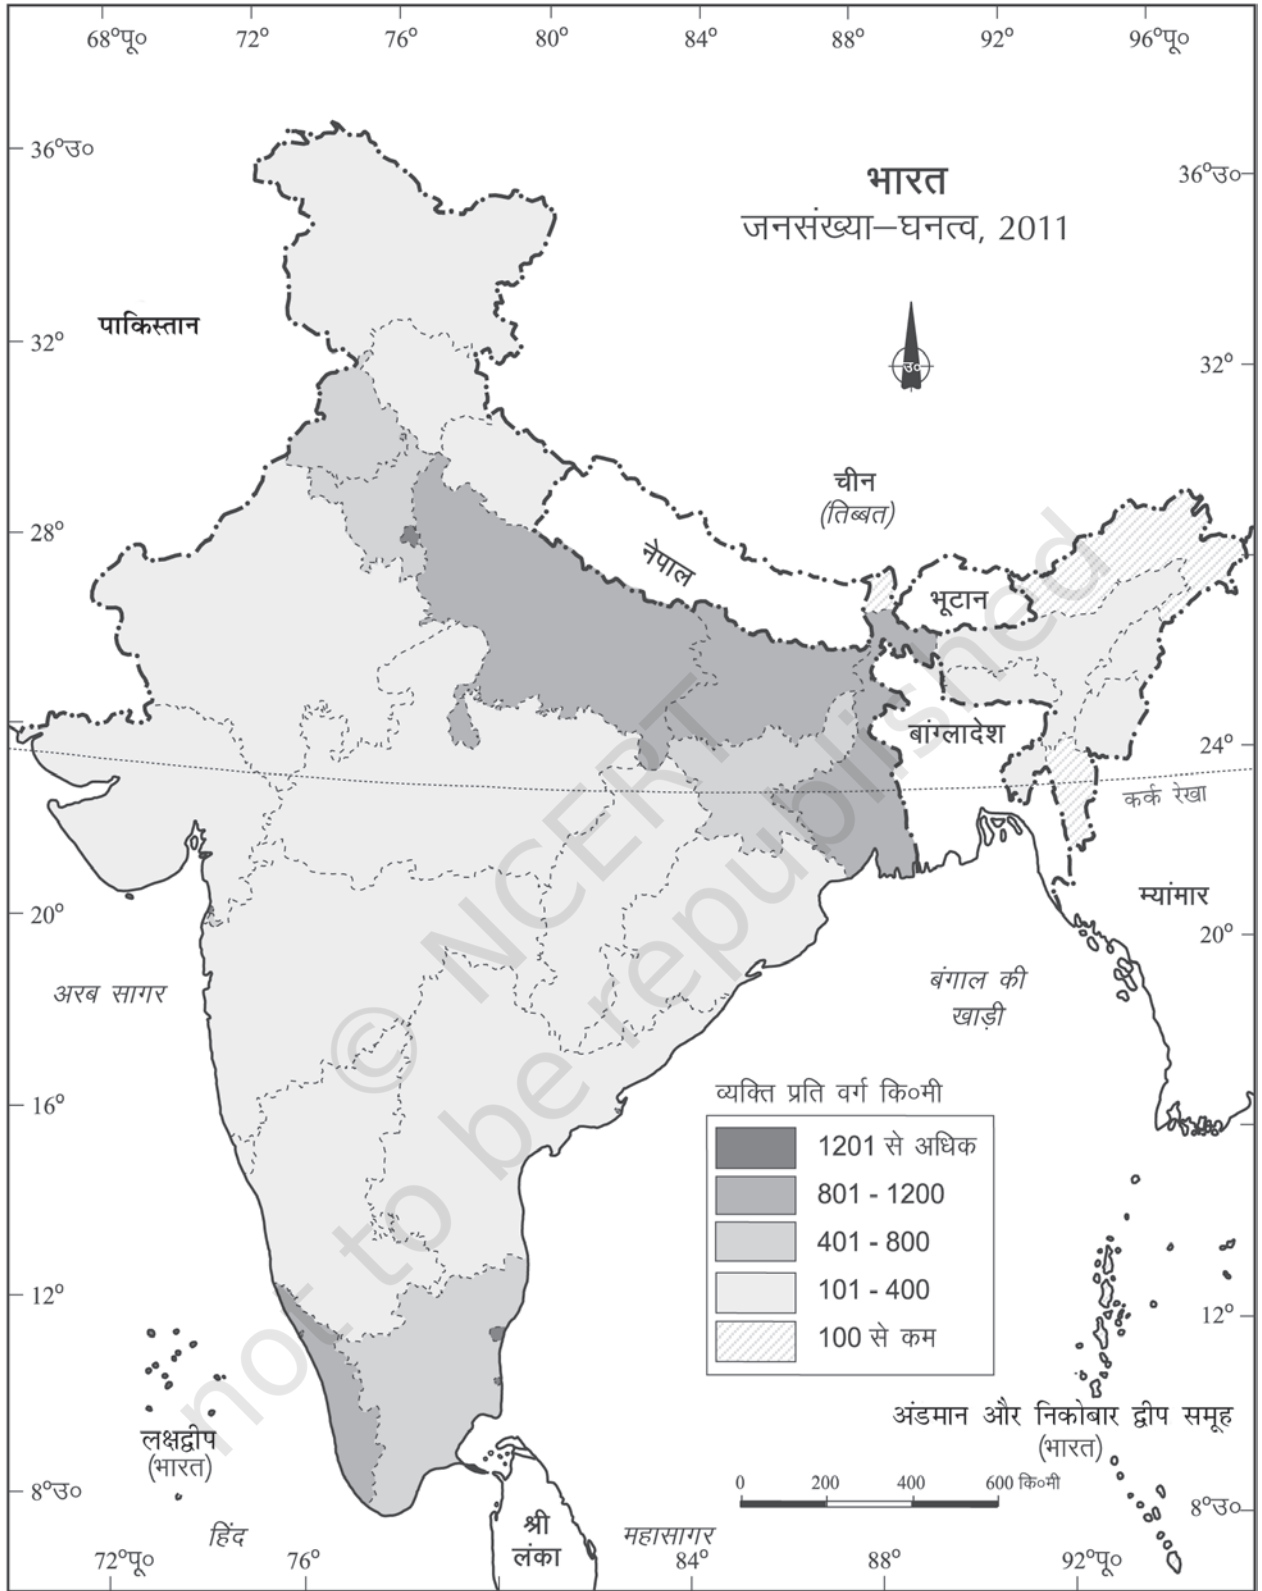 68°पू०
72°
76°
80°
84°
88°
92°
96°पू०
36°उ०
36°उ०
भारत
जनसंख्या–घनत्व, 2011
पाकिस्तान
32°
32°
उ०
चीन
(तिब्बत)
28°
नेपाल
भूटान
बांग्लादेश
24°
कर्क रेखा
म्यांमार
20°
20°
अरब सागर
बंगाल की
खाड़ी
16°
व्यक्ति प्रति वर्ग कि०मी
1201 से अधिक
801 - 1200
401 - 800
101 - 400
100 से कम
12°
12°
अंडमान और निकोबार द्वीप समूह
(भारत)
लक्षद्वीप
(भारत)
0 200 400 600 कि०मी
8°उ०
8°उ०
श्री
लंका
हिंद
महासागर
72°पू०
76°
84°
88°
92°पू०
© NCERT
not to be republished